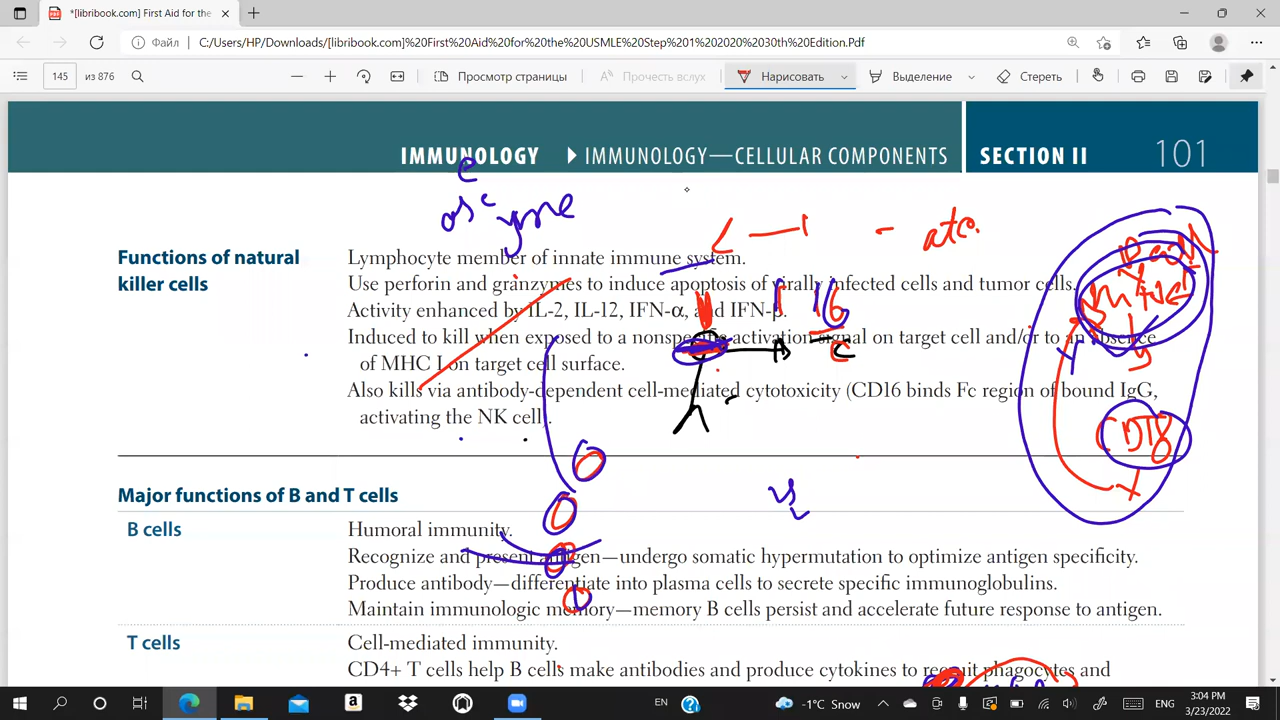 *[libribook.com] First Aid for the
Файл
C:/Users/HP/Downloads/[libribook.com]%20First%20Aid%20for%20the%20USMLE%20Step%201%202020%2030th%20Edition.Pdf
145 из 876
Просмотр страницы
Прочесть вслух
Нарисовать
Выделение
Стереть
IMMUNOLOGY ▶ IMMUNOLOGY—CELLULAR COMPONENTS SECTION II 101
Functions of natural killer cells
Lymphocyte member of innate immune system.
Use perforin and granzymes to induce apoptosis of virally infected cells and tumor cells.
Activity enhanced by IL-2, IL-12, IFN-α, and IFN-β.
Induced to kill when exposed to a nonspecific activation signal on target cell and/or to an absence
of MHC I on target cell surface.
Also kills via antibody-dependent cell-mediated cytotoxicity (CD16 binds Fc region of bound IgG,
activating the NK cell).
Major functions of B and T cells
B cells
Humoral immunity.
Recognize and present antigen—undergo somatic hypermutation to optimize antigen specificity.
Produce antibody—differentiate into plasma cells to secrete specific immunoglobulins.
Maintain immunologic memory—memory B cells persist and accelerate future response to antigen.
T cells
Cell-mediated immunity.
CD4+ T cells help B cells make antibodies and produce cytokines to recruit phagocytes and
16
CD18
EN
-1°C Snow
ENG
3:04 PM
3/23/2022